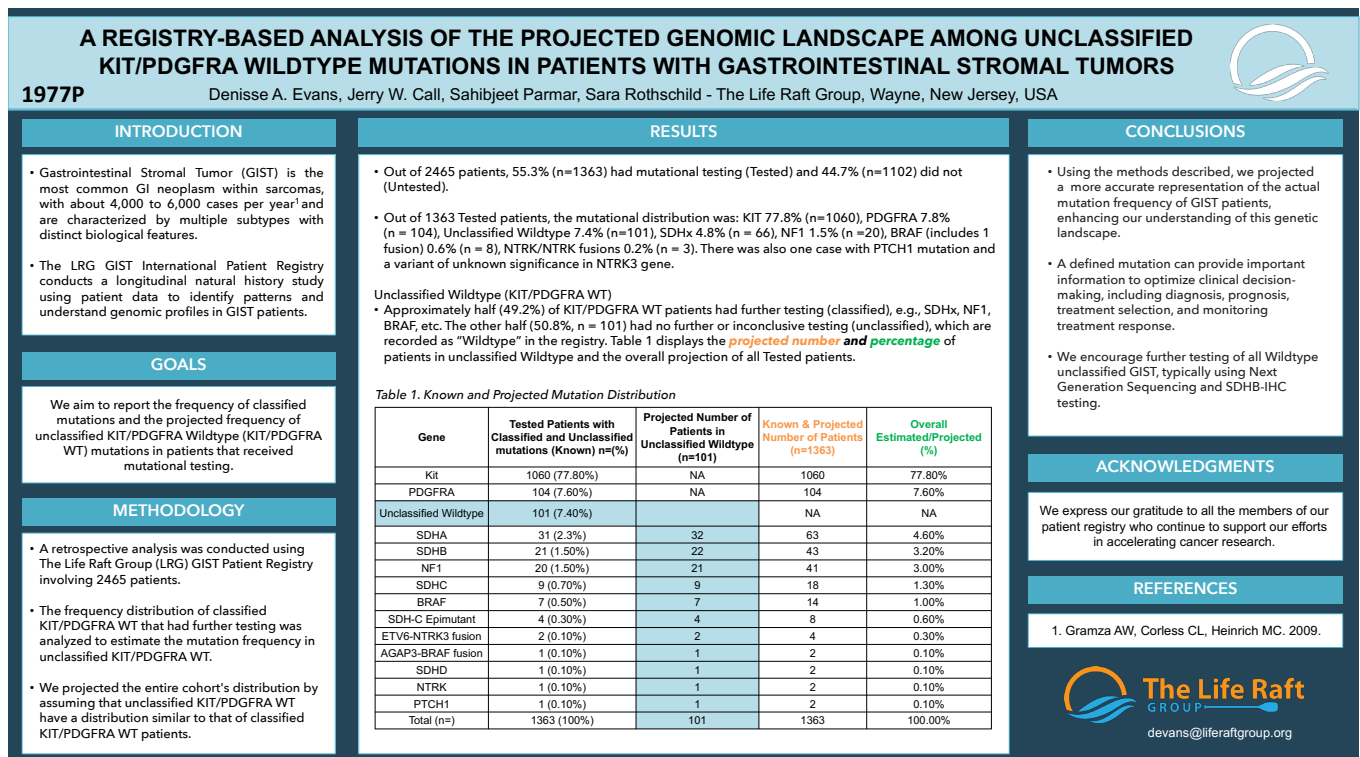 A REGISTRY-BASED ANALYSIS OF THE PROJECTED GENOMIC LANDSCAPE AMONG UNCLASSIFIED
KIT/PDGFRA WILDTYPE MUTATIONS IN PATIENTS WITH GASTROINTESTINAL STROMAL TUMORS
1977P
Denisse A. Evans, Jerry W. Call, Sahibjeet Parmar, Sara Rothschild - The Life Raft Group, Wayne, New Jersey, USA
INTRODUCTION
• Gastrointestinal Stromal Tumor (GIST) is the
most common GI neoplasm within sarcomas,
with about 4,000 to 6,000 cases per year¹ and
are characterized by multiple subtypes with
distinct biological features.
• The LRG GIST International Patient Registry
conducts a longitudinal natural history study
using patient data to identify patterns and
understand genomic profiles in GIST patients.
GOALS
We aim to report the frequency of classified
mutations and the projected frequency of
unclassified KIT/PDGFRA Wildtype (KIT/PDGFRA
WT) mutations in patients that received
mutational testing.
METHODOLOGY
• A retrospective analysis was conducted using
The Life Raft Group (LRG) GIST Patient Registry
involving 2465 patients.
• The frequency distribution of classified
KIT/PDGFRA WT that had further testing was
analyzed to estimate the mutation frequency in
unclassified KIT/PDGFRA WT.
• We projected the entire cohort's distribution by
assuming that unclassified KIT/PDGFRA WT
have a distribution similar to that of classified
KIT/PDGFRA WT patients.
RESULTS
• Out of 2465 patients, 55.3% (n=1363) had mutational testing (Tested) and 44.7% (n=1102) did not
(Untested).
• Out of 1363 Tested patients, the mutational distribution was: KIT 77.8% (n=1060), PDGFRA 7.8%
(n = 104), Unclassified Wildtype 7.4% (n=101), SDHx 4.8% (n = 66), NF1 1.5% (n =20), BRAF (includes 1
fusion) 0.6% (n = 8), NTRK/NTRK fusions 0.2% (n = 3). There was also one case with PTCH1 mutation and
a variant of unknown significance in NTRK3 gene.
Unclassified Wildtype (KIT/PDGFRA WT)
• Approximately half (49.2%) of KIT/PDGFRA WT patients had further testing (classified), e.g., SDHx, NF1,
BRAF, etc. The other half (50.8%, n = 101) had no further or inconclusive testing (unclassified), which are
recorded as "Wildtype" in the registry. Table 1 displays the projected number and percentage of
patients in unclassified Wildtype and the overall projection of all Tested patients.
Table 1. Known and Projected Mutation Distribution
Gene | Tested Patients with Classified and Unclassified mutations (Known) n=(%) | Projected Number of Patients in Unclassified Wildtype (n=101) | Known & Projected Number of Patients (n=1363) | Overall Estimated/Projected (%)
Kit | 1060 (77.80%) | NA | 1060 | 77.80%
PDGFRA | 104 (7.60%) | NA | 104 | 7.60%
Unclassified Wildtype | 101 (7.40%) | | NA | NA
SDHA | 31 (2.3%) | 32 | 63 | 4.60%
SDHB | 21 (1.50%) | 22 | 43 | 3.20%
NF1 | 20 (1.50%) | 21 | 41 | 3.00%
SDHC | 9 (0.70%) | 9 | 18 | 1.30%
BRAF | 7 (0.50%) | 7 | 14 | 1.00%
SDH-C Epimutant | 4 (0.30%) | 4 | 8 | 0.60%
ETV6-NTRK3 fusion | 2 (0.10%) | 2 | 4 | 0.30%
AGAP3-BRAF fusion | 1 (0.10%) | 1 | 2 | 0.10%
SDHD | 1 (0.10%) | 1 | 2 | 0.10%
NTRK | 1 (0.10%) | 1 | 2 | 0.10%
PTCH1 | 1 (0.10%) | 1 | 2 | 0.10%
Total (n=) | 1363 (100%) | 101 | 1363 | 100.00%
CONCLUSIONS
• Using the methods described, we projected
a more accurate representation of the actual
mutation frequency of GIST patients,
enhancing our understanding of this genetic
landscape.
• A defined mutation can provide important
information to optimize clinical decision-
making, including diagnosis, prognosis,
treatment selection, and monitoring
treatment response.
• We encourage further testing of all Wildtype
unclassified GIST, typically using Next
Generation Sequencing and SDHB-IHC
testing.
ACKNOWLEDGMENTS
We express our gratitude to all the members of our
patient registry who continue to support our efforts
in accelerating cancer research.
REFERENCES
1. Gramza AW, Corless CL, Heinrich MC. 2009.
The Life Raft
GROUP
devans@liferaftgroup.org